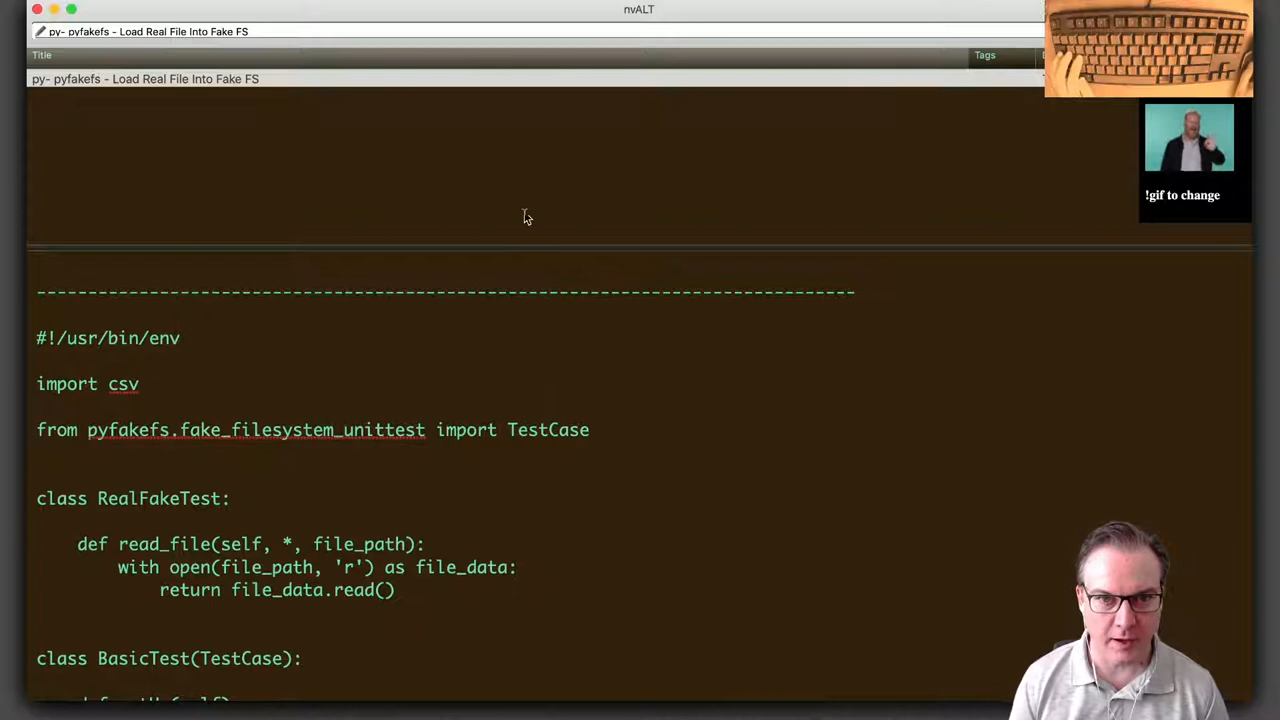 nvALT
py- pyfakefs - Load Real File Into Fake FS
Title
Tags
py- pyfakefs - Load Real File Into Fake FS
!gif to change
--------------------------------------------------------------------------------
#!/usr/bin/env
import csv
from pyfakefs.fake_filesystem_unittest import TestCase
class RealFakeTest:
def read_file(self, *, file_path):
with open(file_path, 'r') as file_data:
return file_data.read()
class BasicTest(TestCase):